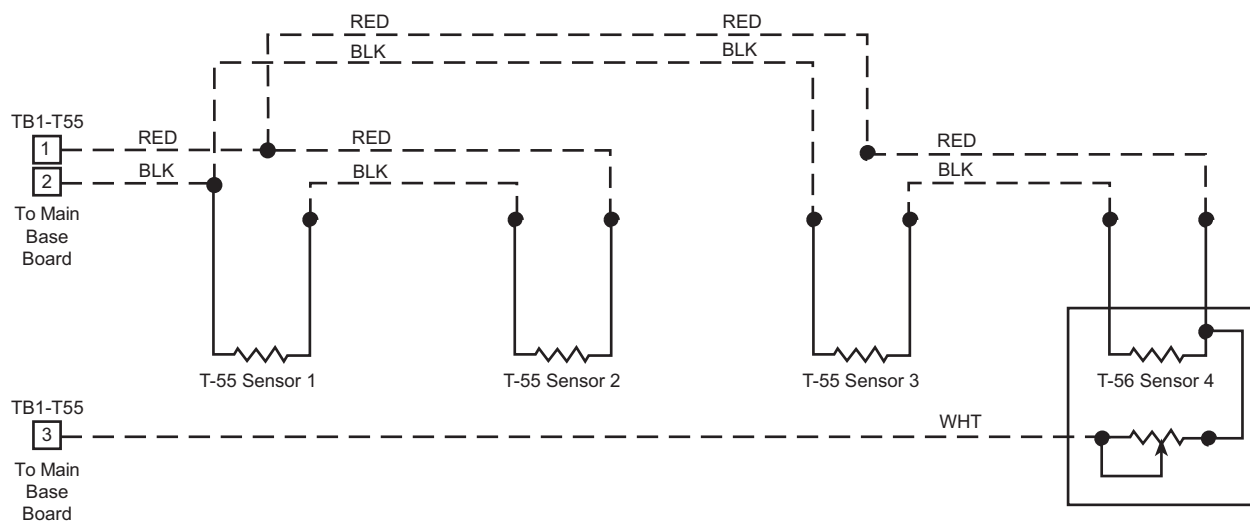 RED
RED
BLK
BLK
TB1-T55
1
RED
RED
RED
2
BLK
BLK
BLK
To Main
Base
Board
T-55 Sensor 1
T-55 Sensor 2
T-55 Sensor 3
T-56 Sensor 4
TB1-T55
3
WHT
To Main
Base
Board